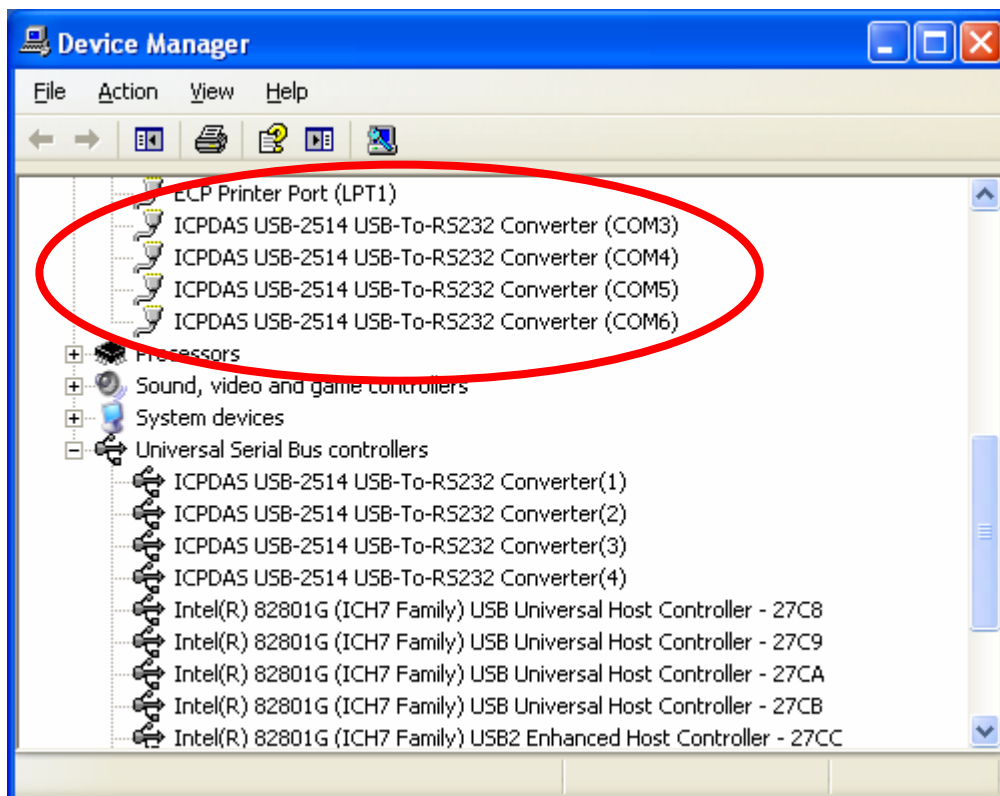 Device Manager
File Action View Help
ECP Printer Port (LPT1)
ICPDAS USB-2514 USB-To-RS232 Converter (COM3)
ICPDAS USB-2514 USB-To-RS232 Converter (COM4)
ICPDAS USB-2514 USB-To-RS232 Converter (COM5)
ICPDAS USB-2514 USB-To-RS232 Converter (COM6)
Processors
Sound, video and game controllers
System devices
Universal Serial Bus controllers
ICPDAS USB-2514 USB-To-RS232 Converter(1)
ICPDAS USB-2514 USB-To-RS232 Converter(2)
ICPDAS USB-2514 USB-To-RS232 Converter(3)
ICPDAS USB-2514 USB-To-RS232 Converter(4)
Intel(R) 82801G (ICH7 Family) USB Universal Host Controller - 27C8
Intel(R) 82801G (ICH7 Family) USB Universal Host Controller - 27C9
Intel(R) 82801G (ICH7 Family) USB Universal Host Controller - 27CA
Intel(R) 82801G (ICH7 Family) USB Universal Host Controller - 27CB
Intel(R) 82801G (ICH7 Family) USB2 Enhanced Host Controller - 27CC